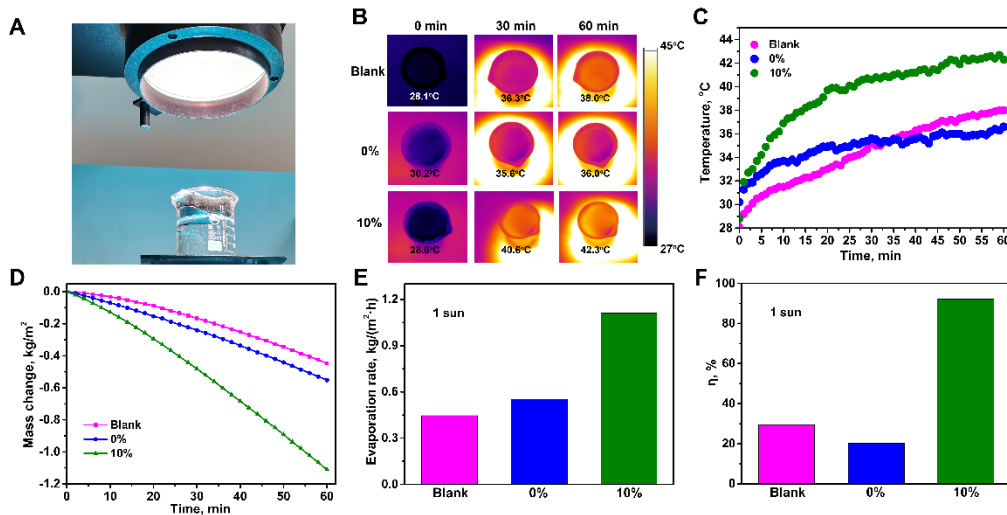 A
B
0 min 30 min 60 min
Blank
28.1°C 36.3°C 38.0°C
0%
30.2°C 35.6°C 36.0°C
10%
28.8°C 40.6°C 42.3°C
45°C
27°C
C
Temperature, °C
44
42
40
38
36
34
32
30
28
Blank
0%
10%
0 5 10 15 20 25 30 35 40 45 50 55 60
Time, min
D
Mass change, kg/m²
0.0
-0.2
-0.4
-0.6
-0.8
-1.0
-1.2
Blank
0%
10%
0 10 20 30 40 50 60
Time, min
E
Evaporation rate, kg/(m²·h)
1.2
0.9
0.6
0.3
0.0
1 sun
Blank 0% 10%
F
η, %
100
80
60
40
20
0
1 sun
Blank 0% 10%